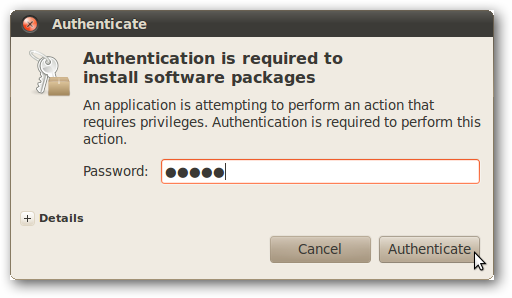 Authenticate
Authentication is required to
install software packages
An application is attempting to perform an action that
requires privileges. Authentication is required to perform this
action.
Password: ●●●●●
+ Details
Cancel Authenticate